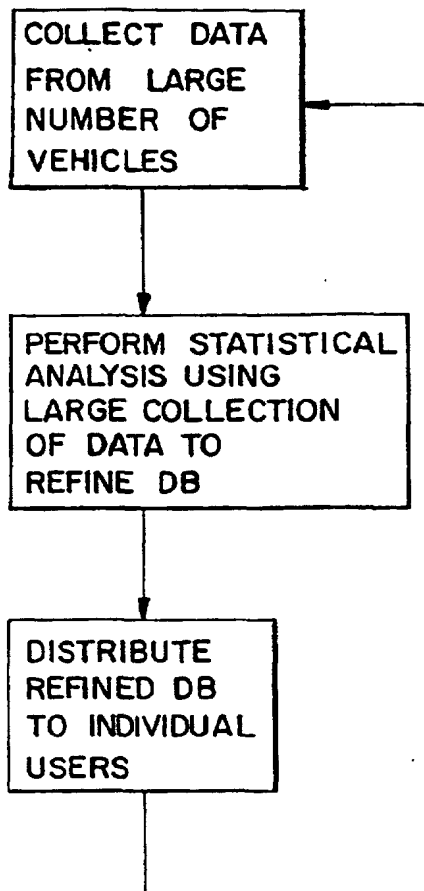 COLLECT DATA
FROM LARGE
NUMBER OF
VEHICLES
PERFORM STATISTICAL
ANALYSIS USING
LARGE COLLECTION
OF DATA TO
REFINE DB
DISTRIBUTE
REFINED DB
TO INDIVIDUAL
USERS